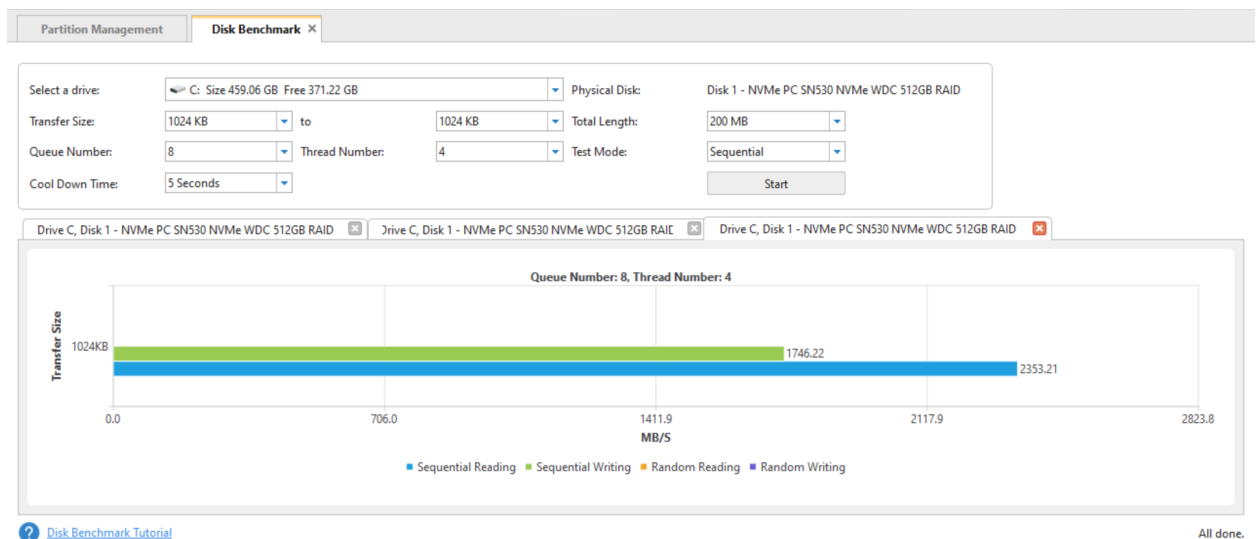 Partition Management Disk Benchmark
Select a drive: C: Size 459.06 GB Free 371.22 GB Physical Disk: Disk 1 - NVMe PC SN530 NVMe WDC 512GB RAID
Transfer Size: 1024 KB to 1024 KB Total Length: 200 MB
Queue Number: 8 Thread Number: 4 Test Mode: Sequential
Cool Down Time: 5 Seconds Start
Drive C, Disk 1 - NVMe PC SN530 NVMe WDC 512GB RAID Drive C, Disk 1 - NVMe PC SN530 NVMe WDC 512GB RAID Drive C, Disk 1 - NVMe PC SN530 NVMe WDC 512GB RAID
Queue Number: 8, Thread Number: 4
Transfer Size
1024KB
1746.22
2353.21
0.0 706.0 1411.9 2117.9 2823.8
MB/S
Sequential Reading Sequential Writing Random Reading Random Writing
? Disk Benchmark Tutorial All done.